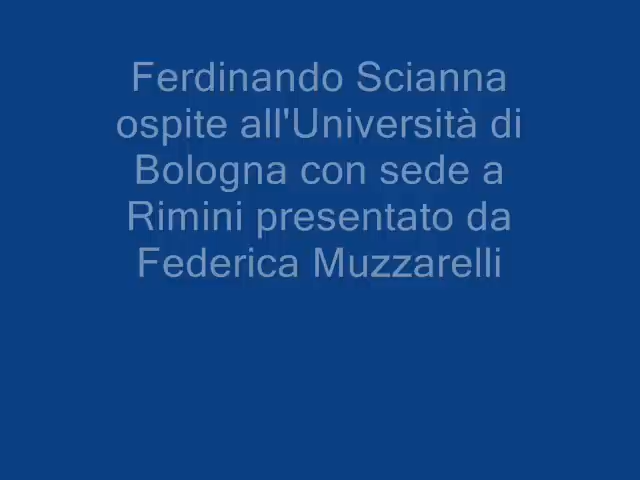 Ferdinando Scianna
ospite all'Università di
Bologna con sede a
Rimini presentato da
Federica Muzzarelli